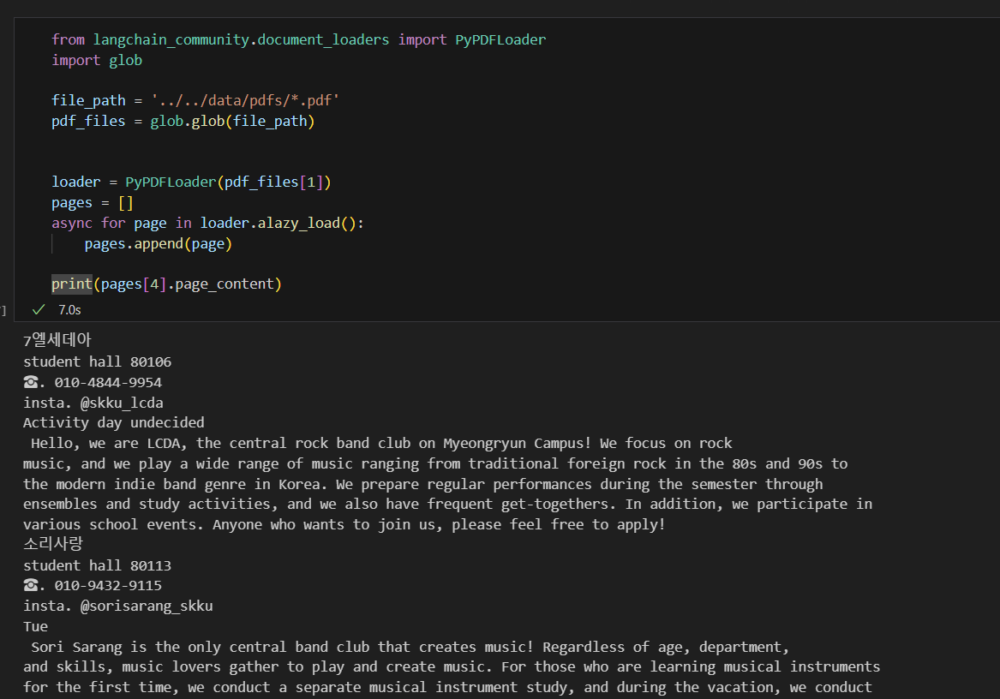 from langchain_community.document_loaders import PyPDFLoader
import glob
file_path = '../../data/pdfs/*.pdf'
pdf_files = glob.glob(file_path)
loader = PyPDFLoader(pdf_files[1])
pages = []
async for page in loader.alazy_load():
    pages.append(page)
print(pages[4].page_content)
] ✓ 7.0s
7엘세데아
student hall 80106
☎. 010-4844-9954
insta. @skku_lcda
Activity day undecided
 Hello, we are LCDA, the central rock band club on Myeongryun Campus! We focus on rock
music, and we play a wide range of music ranging from traditional foreign rock in the 80s and 90s to
the modern indie band genre in Korea. We prepare regular performances during the semester through
ensembles and study activities, and we also have frequent get-togethers. In addition, we participate in
various school events. Anyone who wants to join us, please feel free to apply!
소리사랑
student hall 80113
☎. 010-9432-9115
insta. @sorisarang_skku
Tue
 Sori Sarang is the only central band club that creates music! Regardless of age, department,
and skills, music lovers gather to play and create music. For those who are learning musical instruments
for the first time, we conduct a separate musical instrument study, and during the vacation, we conduct